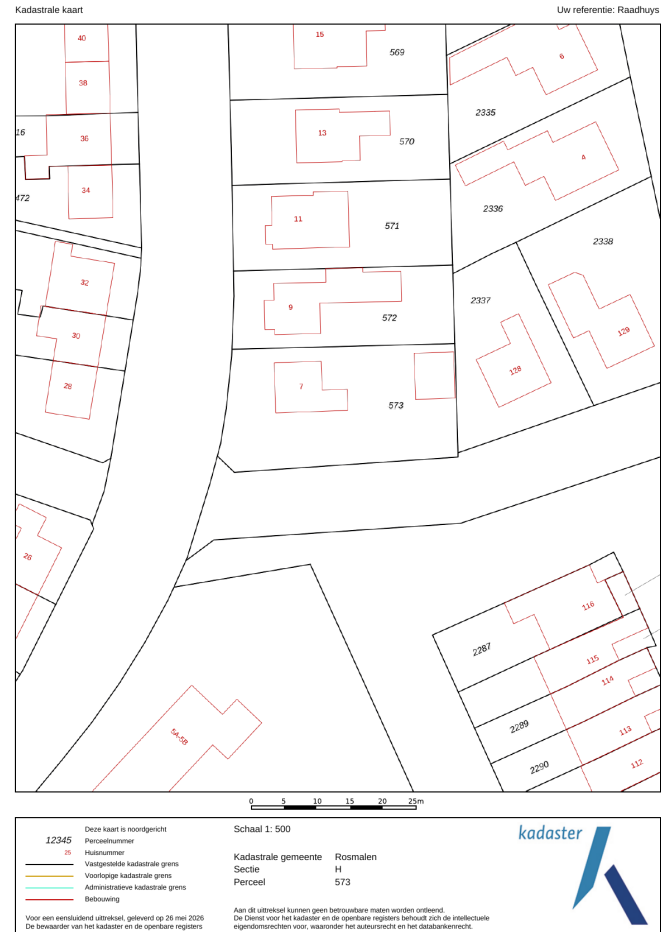 Kadastrale kaart
Uw referentie: Raadhuys
40
15
569
6
38
2335
16
36
13
570
4
34
472
11
571
2336
2338
32
2337
9
572
30
129
128
28
7
573
26
116
2287
115
114
2289
113
5A-5B
2290
112
0 5 10 15 20 25m
Deze kaart is noordgericht
12345 Perceelnummer
25 Huisnummer
Vastgestelde kadastrale grens
Voorlopige kadastrale grens
Administratieve kadastrale grens
Bebouwing
Voor een eensluidend uittreksel, geleverd op 26 mei 2026
De bewaarder van het kadaster en de openbare registers
Schaal 1: 500
Kadastrale gemeente Rosmalen
Sectie H
Perceel 573
Aan dit uittreksel kunnen geen betrouwbare maten worden ontleend.
De Dienst voor het kadaster en de openbare registers behoudt zich de intellectuele
eigendomsrechten voor, waaronder het auteursrecht en het databankenrecht.
kadaster